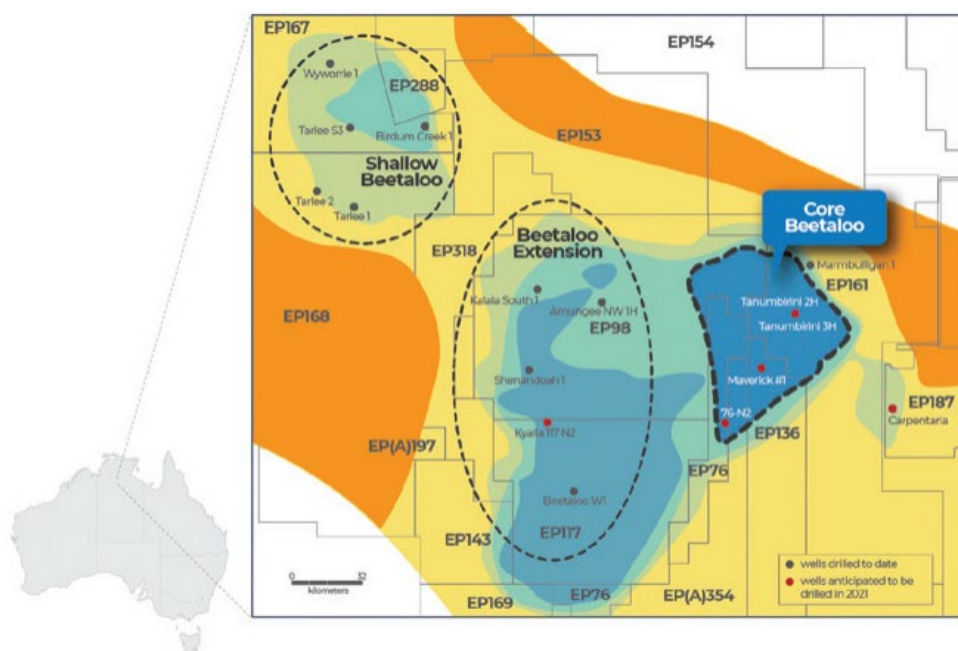 EP167
EP154
Wyworrie 1
EP288
Tarlee S3
Birdum Creek 1
EP153
Shallow
Beetaloo
Core
Beetaloo
Tarlee 2
Tarlee 1
EP318
Beetaloo
Extension
Marmbulligan 1
EP161
Kalala South 1
Amungee NW 1H
Tanumbirini 2H
EP168
EP98
Tanumbirini 3H
Shenandoah 1
Maverick #1
EP187
76-N2
Carpentaria
Kyalla 117 N2
EP136
EP(A)197
EP76
Beetaloo W1
EP143
EP117
wells drilled to date
0
32
kilometers
wells anticipated to be
drilled in 2021
EP169
EP76
EP(A)354